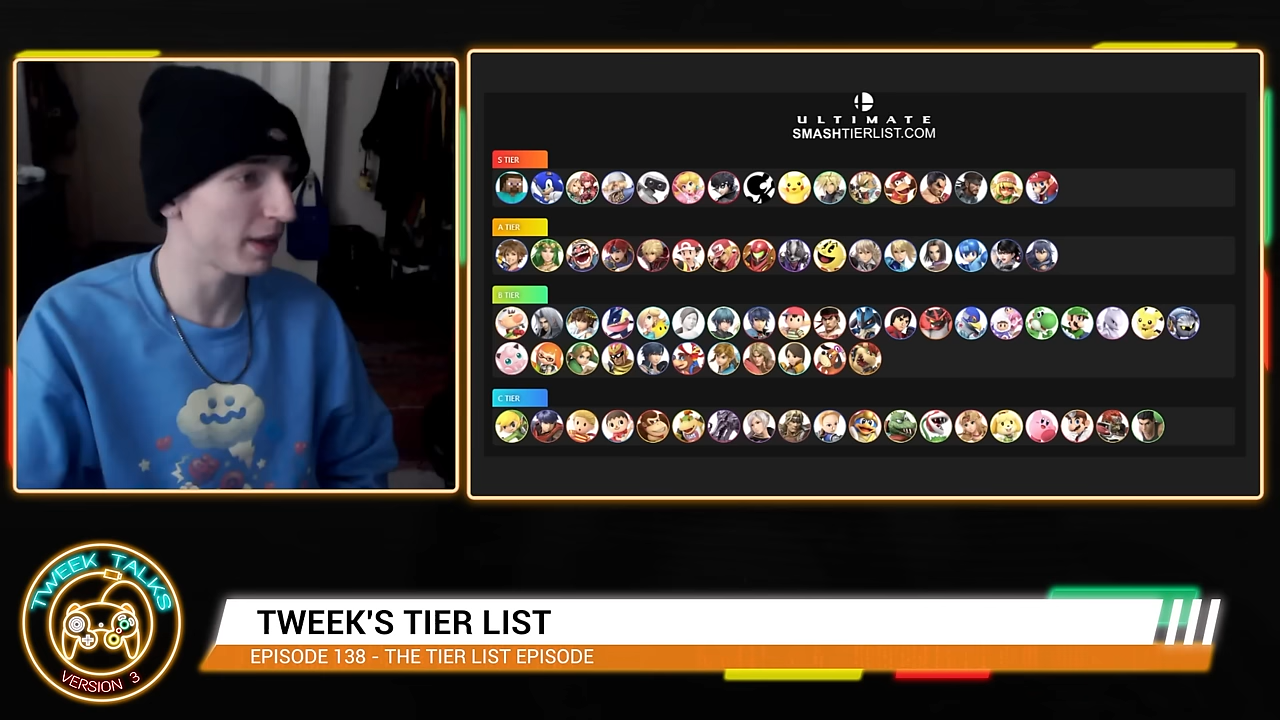 ULTIMATE
SMASHTIERLIST.COM
S TIER
A TIER
B TIER
C TIER
TWEEK TALKS
VERSION 3
TWEEK'S TIER LIST
EPISODE 138 - THE TIER LIST EPISODE